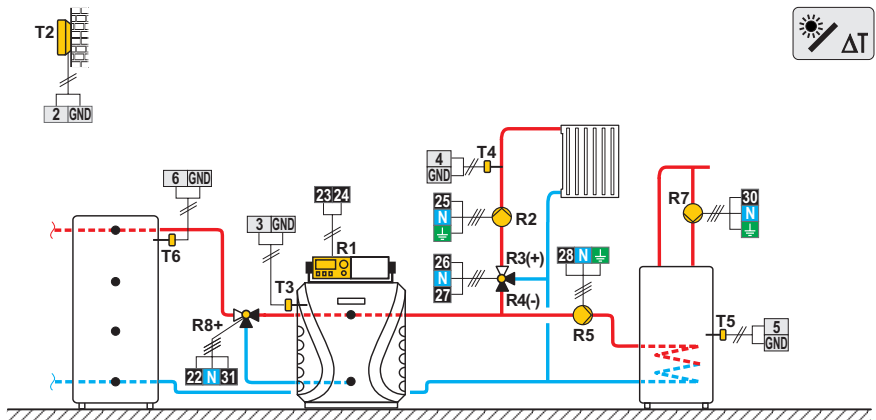 T2
ΔT
2 GND
6 GND
23 24
4
GND
T4
3 GND
25
N
R2
R7
30
N
R1
T6
26
N
27
R3(+)
R4(-)
28 N
T3
R8+
R5
T5
5
GND
22 N 31